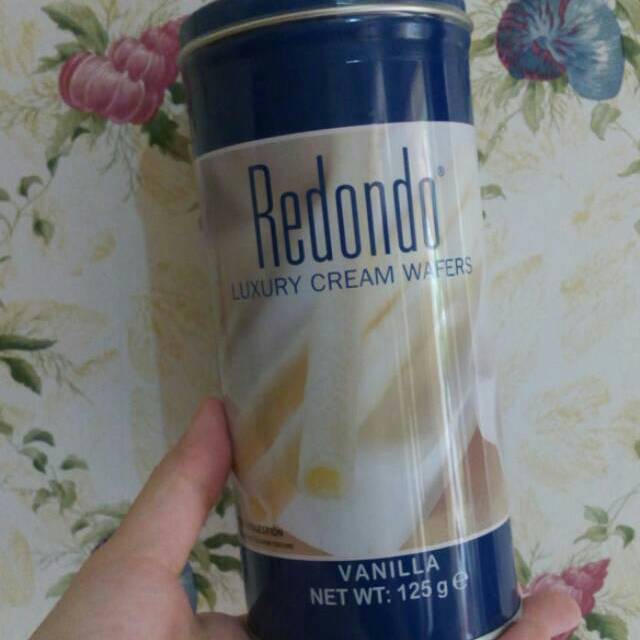 Redondo®
LUXURY CREAM WAFERS
VANILLA
NET WT: 125 g ℮